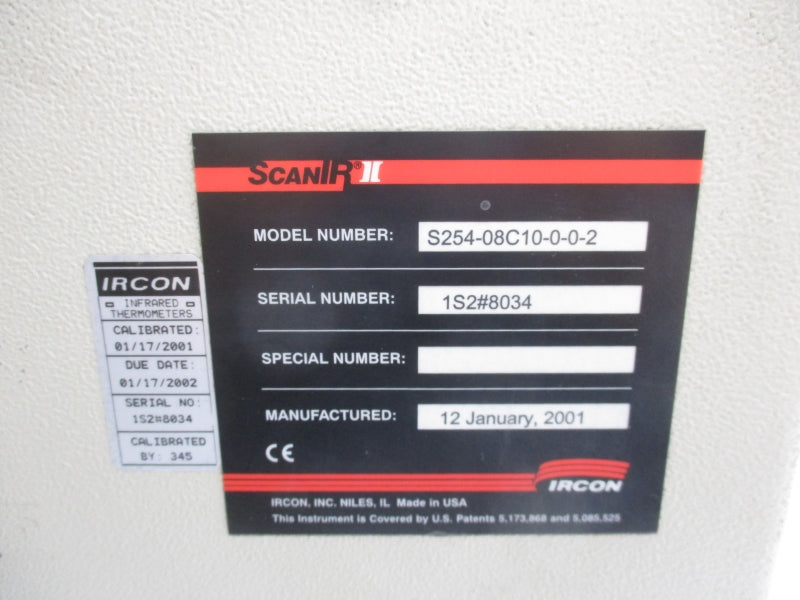 SCANIR® II
MODEL NUMBER: S254-08C10-0-0-2
SERIAL NUMBER: 1S2#8034
SPECIAL NUMBER:
MANUFACTURED: 12 January, 2001
CE
IRCON
IRCON, INC. NILES, IL Made in USA
This Instrument is Covered by U.S. Patents 5,173,868 and 5,085,525
IRCON
INFRARED
THERMOMETERS
CALIBRATED:
01/17/2001
DUE DATE:
01/17/2002
SERIAL NO:
1S2#8034
CALIBRATED
BY: 345